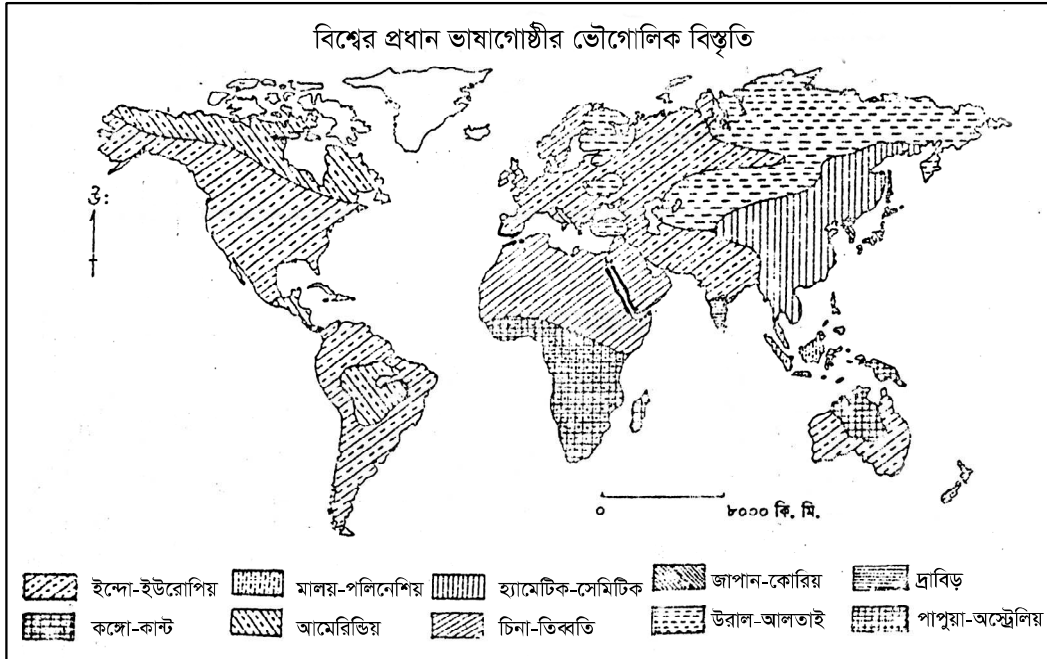 বিশ্বের প্রধান ভাষাগোষ্ঠীর ভৌগোলিক বিস্তৃতি
উ:
০ ৮০০০ কি. মি.
ইন্দো-ইউরোপিয় মালয়-পলিনেশিয় হ্যামেটিক-সেমিটিক জাপান-কোরিয় দ্রাবিড়
কঙ্গো-কান্ট আমেরিন্ডিয় চিনা-তিব্বতি উরাল-আলতাই পাপুয়া-অস্ট্রেলিয়